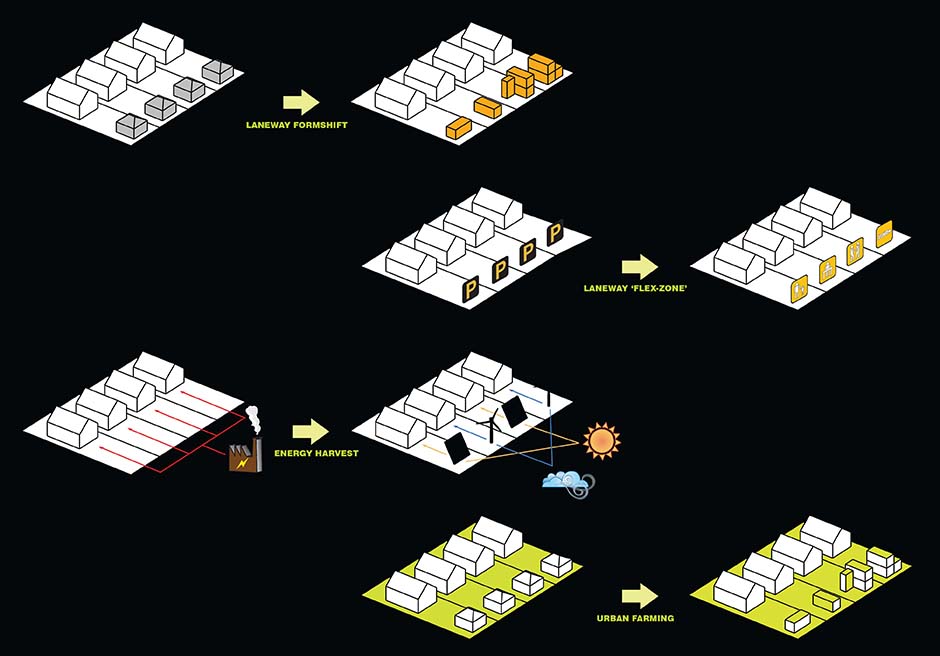 LANEWAY FORMSHIFT
P P P P
LANEWAY ‘FLEX-ZONE’
ENERGY HARVEST
URBAN FARMING